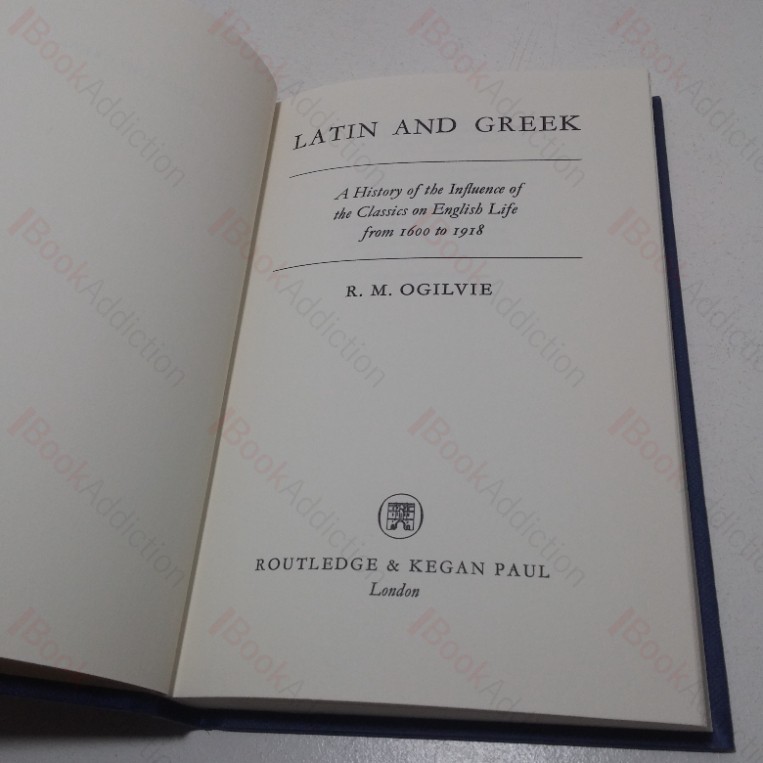 LATIN AND GREEK
A History of the Influence of
the Classics on English Life
from 1600 to 1918
R. M. OGILVIE
ROUTLEDGE & KEGAN PAUL
London
BookAddiction